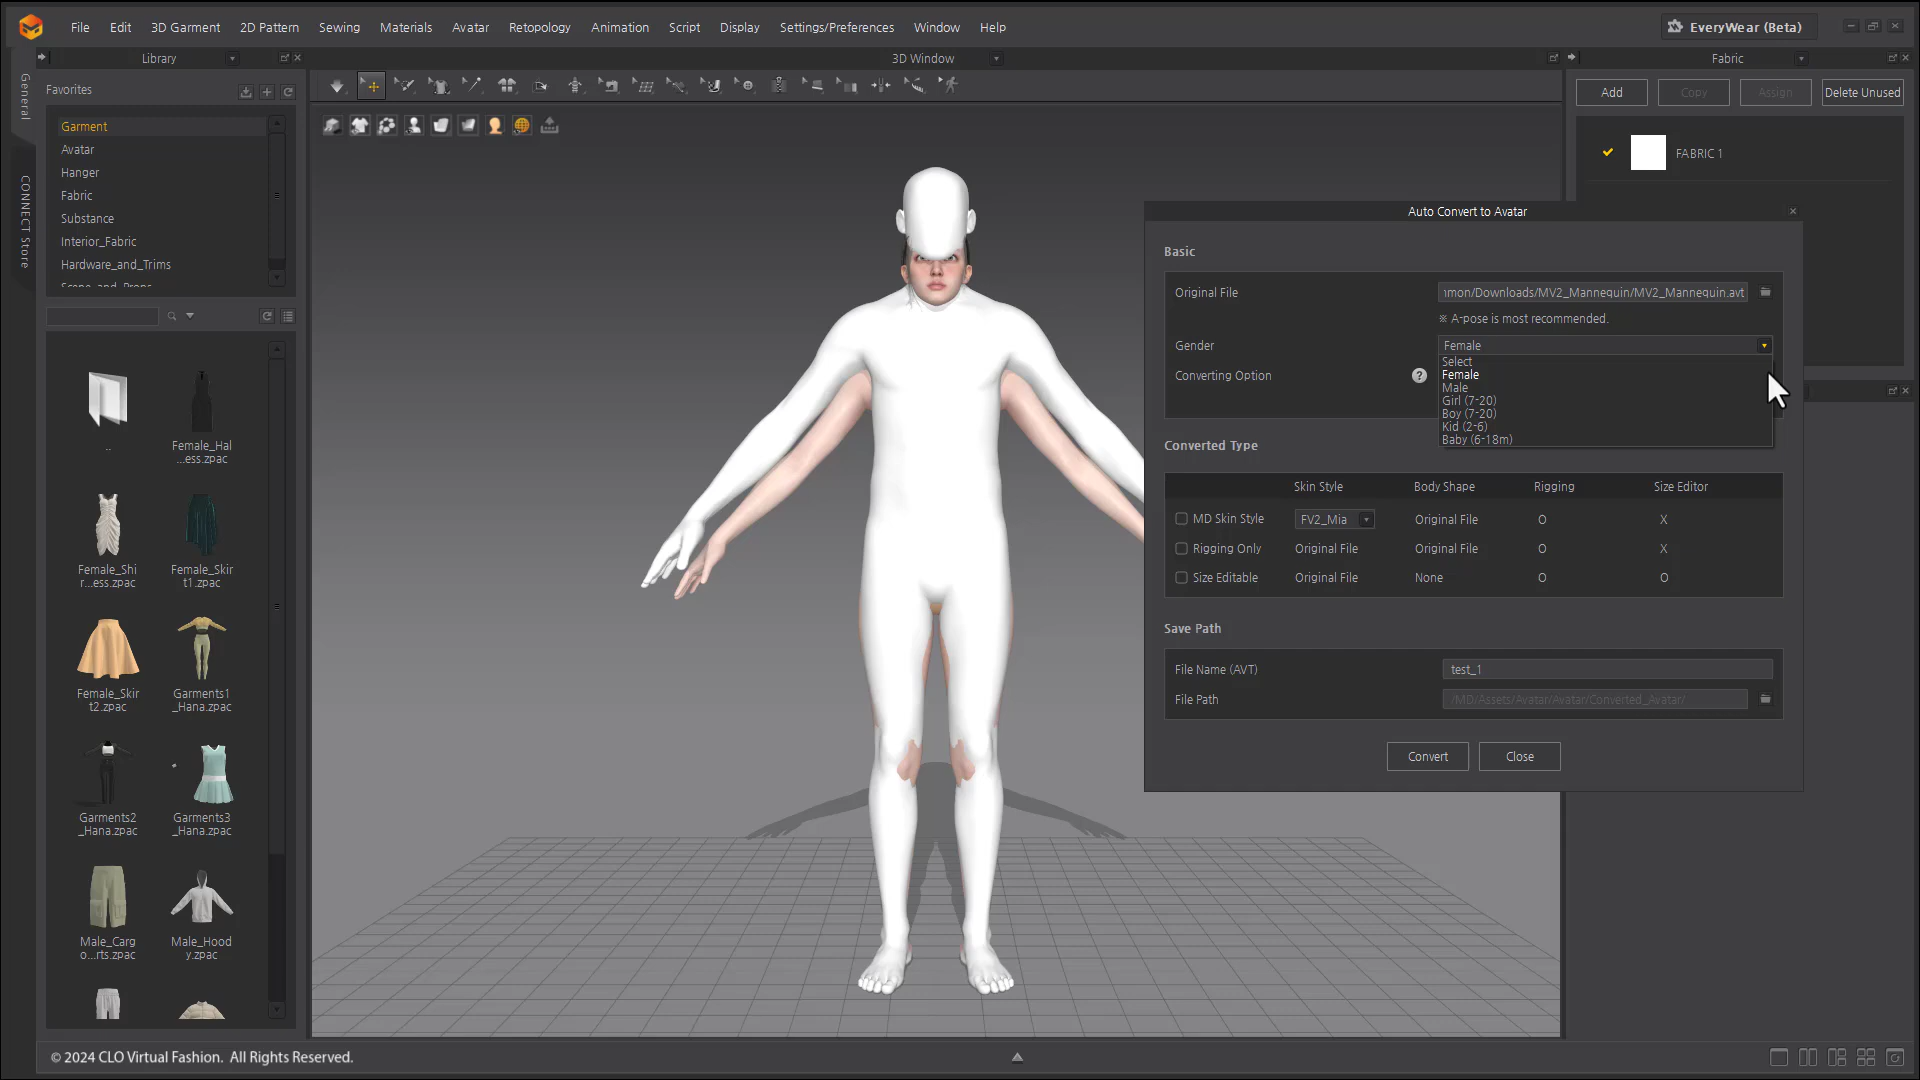 File Edit 3D Garment 2D Pattern Sewing Materials Avatar Retopology Animation Script Display Settings/Preferences Window Help
EveryWear (Beta)
General
CONNECT Store
Library
Favorites
Garment
Avatar
Hanger
Fabric
Substance
Interior_Fabric
Hardware_and_Trims
Scene_and_Props
..
Female_Hal
...ess.zpac
Female_Shi
r...ess.zpac
Female_Skir
t1.zpac
Female_Skir
t2.zpac
Garments1
_Hana.zpac
Garments2
_Hana.zpac
Garments3
_Hana.zpac
Male_Carg
o...rts.zpac
Male_Hood
y.zpac
3D Window
Fabric
Add Copy Assign Delete Unused
FABRIC 1
Auto Convert to Avatar
Basic
Original File
mon/Downloads/MV2_Mannequin/MV2_Mannequin.avt
※ A-pose is most recommended.
Gender
Female
Select
Female
Male
Girl (7-20)
Boy (7-20)
Kid (2-6)
Baby (6-18m)
Converting Option ?
Converted Type
Skin Style Body Shape Rigging Size Editor
MD Skin Style FV2_Mia Original File O X
Rigging Only Original File Original File O X
Size Editable Original File None O O
Save Path
File Name (AVT) test_1
File Path /MD/Assets/Avatar/Avatar/Converted_Avatar/
Convert Close
© 2024 CLO Virtual Fashion. All Rights Reserved.